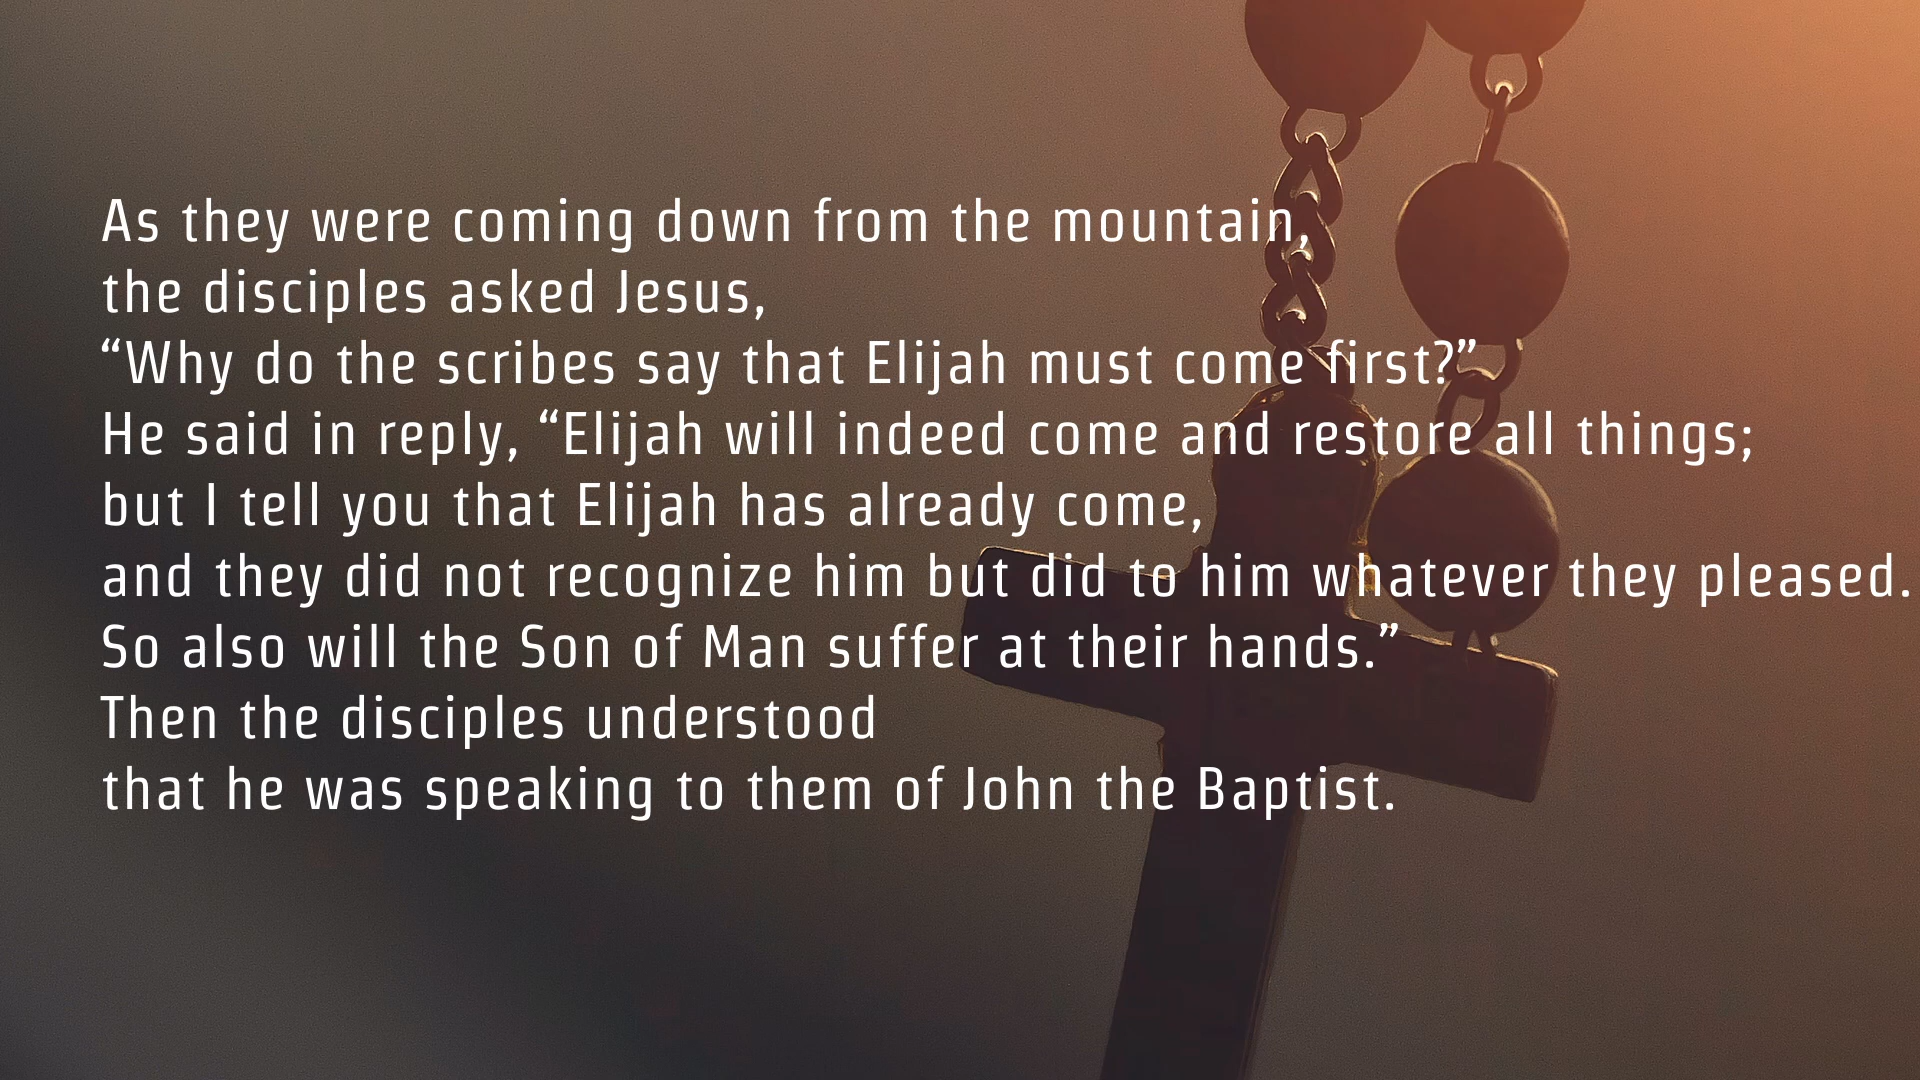 As they were coming down from the mountain,
the disciples asked Jesus,
“Why do the scribes say that Elijah must come first?”
He said in reply, “Elijah will indeed come and restore all things;
but I tell you that Elijah has already come,
and they did not recognize him but did to him whatever they pleased.
So also will the Son of Man suffer at their hands.”
Then the disciples understood
that he was speaking to them of John the Baptist.